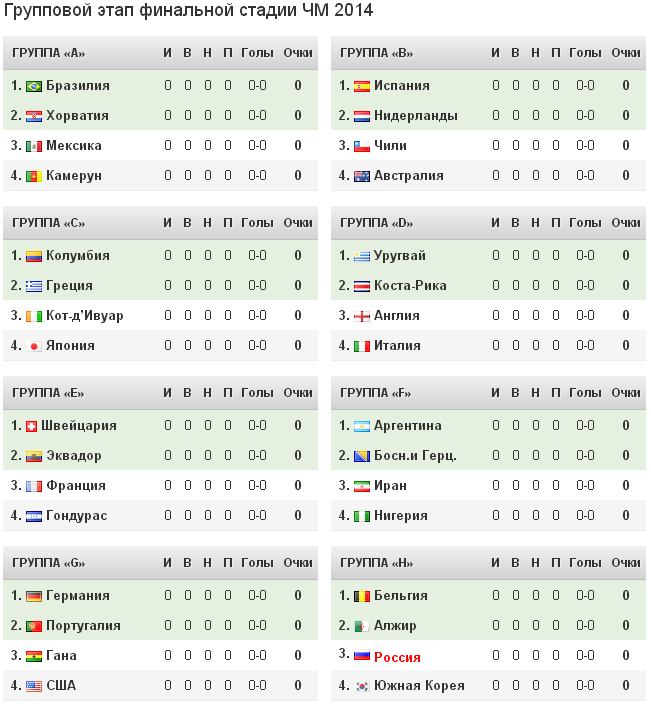 Групповой этап финальной стадии ЧМ 2014
ГРУППА «A» И В Н П Голы Очки
1. Бразилия 0 0 0 0 0-0 0
2. Хорватия 0 0 0 0 0-0 0
3. Мексика 0 0 0 0 0-0 0
4. Камерун 0 0 0 0 0-0 0
ГРУППА «B» И В Н П Голы Очки
1. Испания 0 0 0 0 0-0 0
2. Нидерланды 0 0 0 0 0-0 0
3. Чили 0 0 0 0 0-0 0
4. Австралия 0 0 0 0 0-0 0
ГРУППА «C» И В Н П Голы Очки
1. Колумбия 0 0 0 0 0-0 0
2. Греция 0 0 0 0 0-0 0
3. Кот-д’Ивуар 0 0 0 0 0-0 0
4. Япония 0 0 0 0 0-0 0
ГРУППА «D» И В Н П Голы Очки
1. Уругвай 0 0 0 0 0-0 0
2. Коста-Рика 0 0 0 0 0-0 0
3. Англия 0 0 0 0 0-0 0
4. Италия 0 0 0 0 0-0 0
ГРУППА «E» И В Н П Голы Очки
1. Швейцария 0 0 0 0 0-0 0
2. Эквадор 0 0 0 0 0-0 0
3. Франция 0 0 0 0 0-0 0
4. Гондурас 0 0 0 0 0-0 0
ГРУППА «F» И В Н П Голы Очки
1. Аргентина 0 0 0 0 0-0 0
2. Босн.и Герц. 0 0 0 0 0-0 0
3. Иран 0 0 0 0 0-0 0
4. Нигерия 0 0 0 0 0-0 0
ГРУППА «G» И В Н П Голы Очки
1. Германия 0 0 0 0 0-0 0
2. Португалия 0 0 0 0 0-0 0
3. Гана 0 0 0 0 0-0 0
4. США 0 0 0 0 0-0 0
ГРУППА «H» И В Н П Голы Очки
1. Бельгия 0 0 0 0 0-0 0
2. Алжир 0 0 0 0 0-0 0
3. Россия 0 0 0 0 0-0 0
4. Южная Корея 0 0 0 0 0-0 0